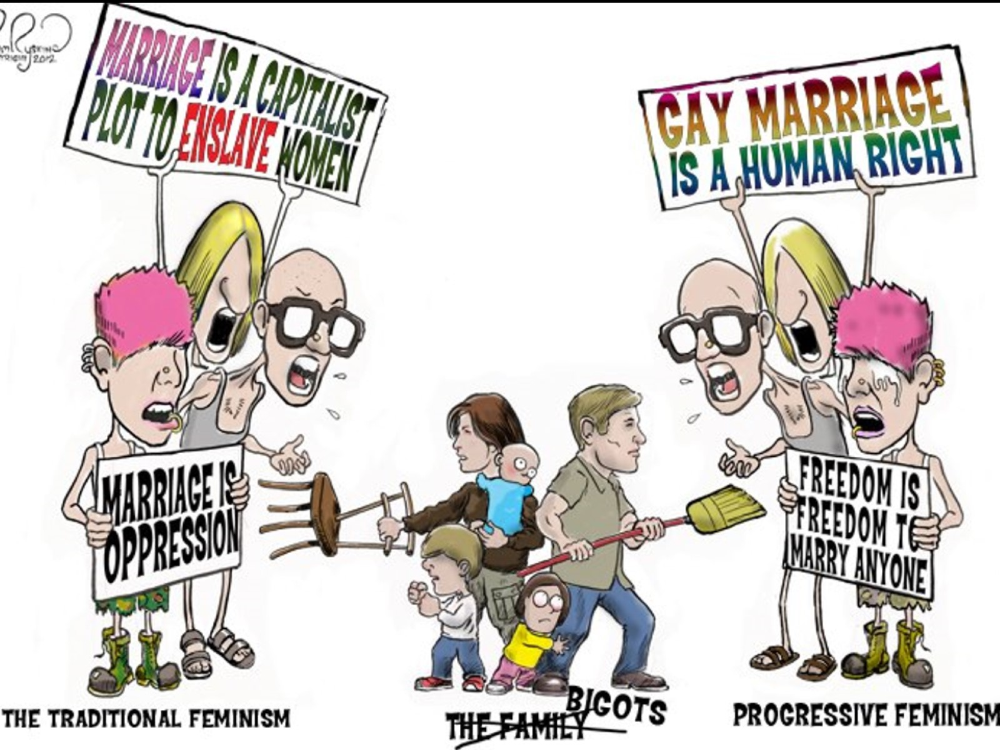 2012
MARRIAGE IS A CAPITALIST
PLOT TO ENSLAVE WOMEN
GAY MARRIAGE
IS A HUMAN RIGHT
MARRIAGE IS
OPPRESSION
FREEDOM IS
FREEDOM TO
MARRY ANYONE
THE TRADITIONAL FEMINISM
BIGOTS
THE FAMILY
PROGRESSIVE FEMINISM